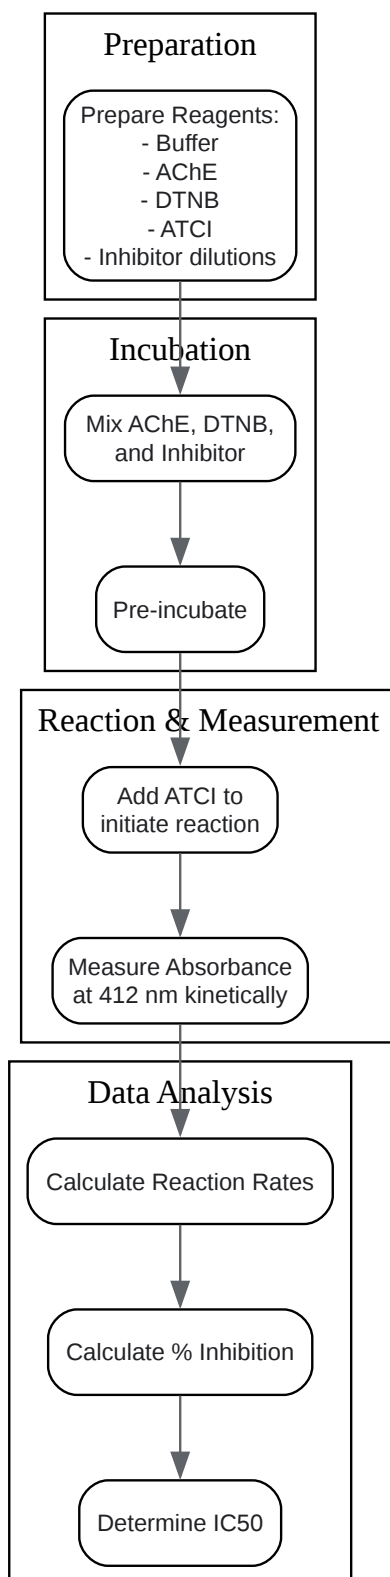 Preparation
Prepare Reagents:
- Buffer
- AChE
- DTNB
- ATCI
- Inhibitor dilutions
Incubation
Mix AChE, DTNB,
and Inhibitor
Pre-incubate
Reaction & Measurement
Add ATCI to
initiate reaction
Measure Absorbance
at 412 nm kinetically
Data Analysis
Calculate Reaction Rates
Calculate % Inhibition
Determine IC50